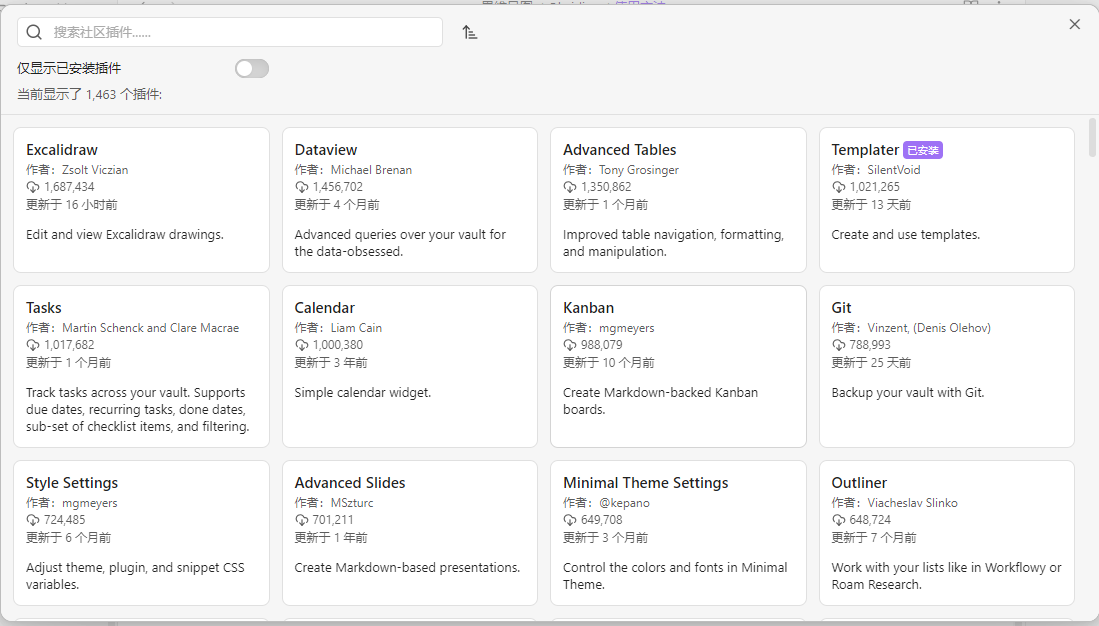 搜索社区插件......
仅显示已安装插件
当前显示了 1,463 个插件:
Excalidraw
作者：Zsolt Viczian
1,687,434
更新于 16 小时前
Edit and view Excalidraw drawings.
Dataview
作者：Michael Brenan
1,456,702
更新于 4 个月前
Advanced queries over your vault for
the data-obsessed.
Advanced Tables
作者：Tony Grosinger
1,350,862
更新于 1 个月前
Improved table navigation, formatting,
and manipulation.
Templater 已安装
作者：SilentVoid
1,021,265
更新于 13 天前
Create and use templates.
Tasks
作者：Martin Schenck and Clare Macrae
1,017,682
更新于 1 个月前
Track tasks across your vault. Supports
due dates, recurring tasks, done dates,
sub-set of checklist items, and filtering.
Calendar
作者：Liam Cain
1,000,380
更新于 3 年前
Simple calendar widget.
Kanban
作者：mgmeyers
988,079
更新于 10 个月前
Create Markdown-backed Kanban
boards.
Git
作者：Vinzent, (Denis Olehov)
788,993
更新于 25 天前
Backup your vault with Git.
Style Settings
作者：mgmeyers
724,485
更新于 6 个月前
Adjust theme, plugin, and snippet CSS
variables.
Advanced Slides
作者：MSzturc
701,211
更新于 1 年前
Create Markdown-based presentations.
Minimal Theme Settings
作者：@kepano
649,708
更新于 3 个月前
Control the colors and fonts in Minimal
Theme.
Outliner
作者：Viacheslav Slinko
648,724
更新于 7 个月前
Work with your lists like in Workflowy or
Roam Research.